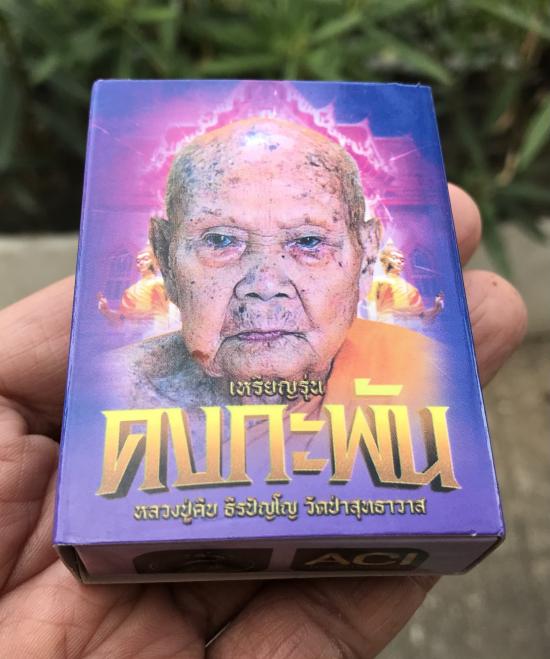 เหรียญรุ่น
คงกะพัน
หลวงปู่คีบ ธีรปัญโญ วัดป่าสุทธาวาส
ACI